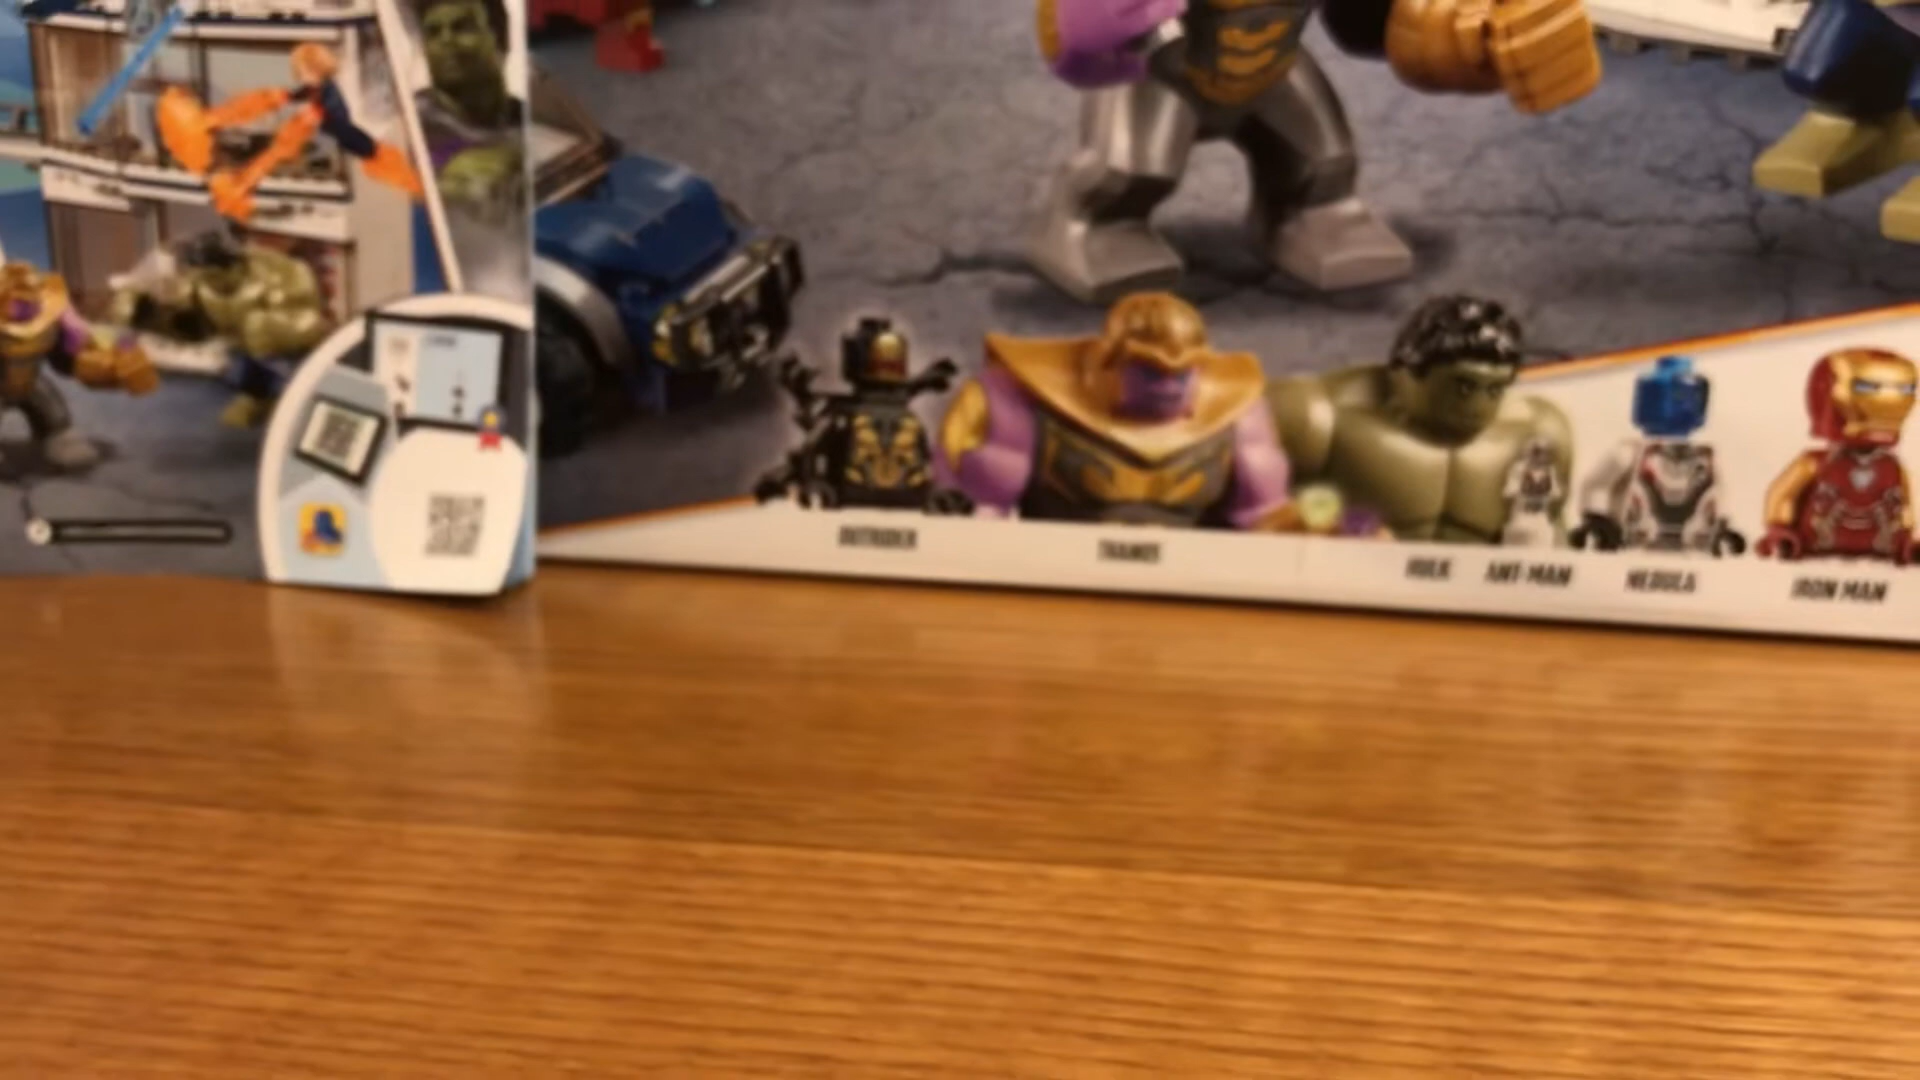 OUTRIDER
THANOS
HULK
ANT-MAN
NEBULA
IRON MAN